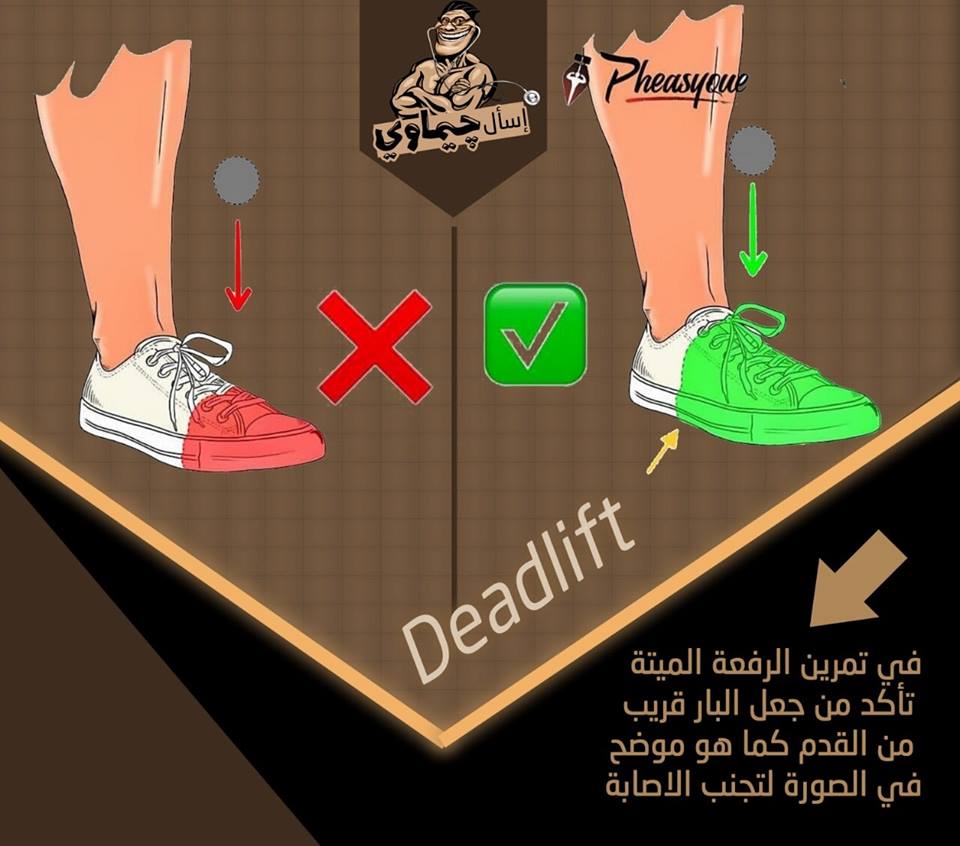 إسأل چيماوي
Pheasyque
Deadlift
في تمرين الرفعة الميتة
تأكد من جعل البار قريب
من القدم كما هو موضح
في الصورة لتجنب الاصابة